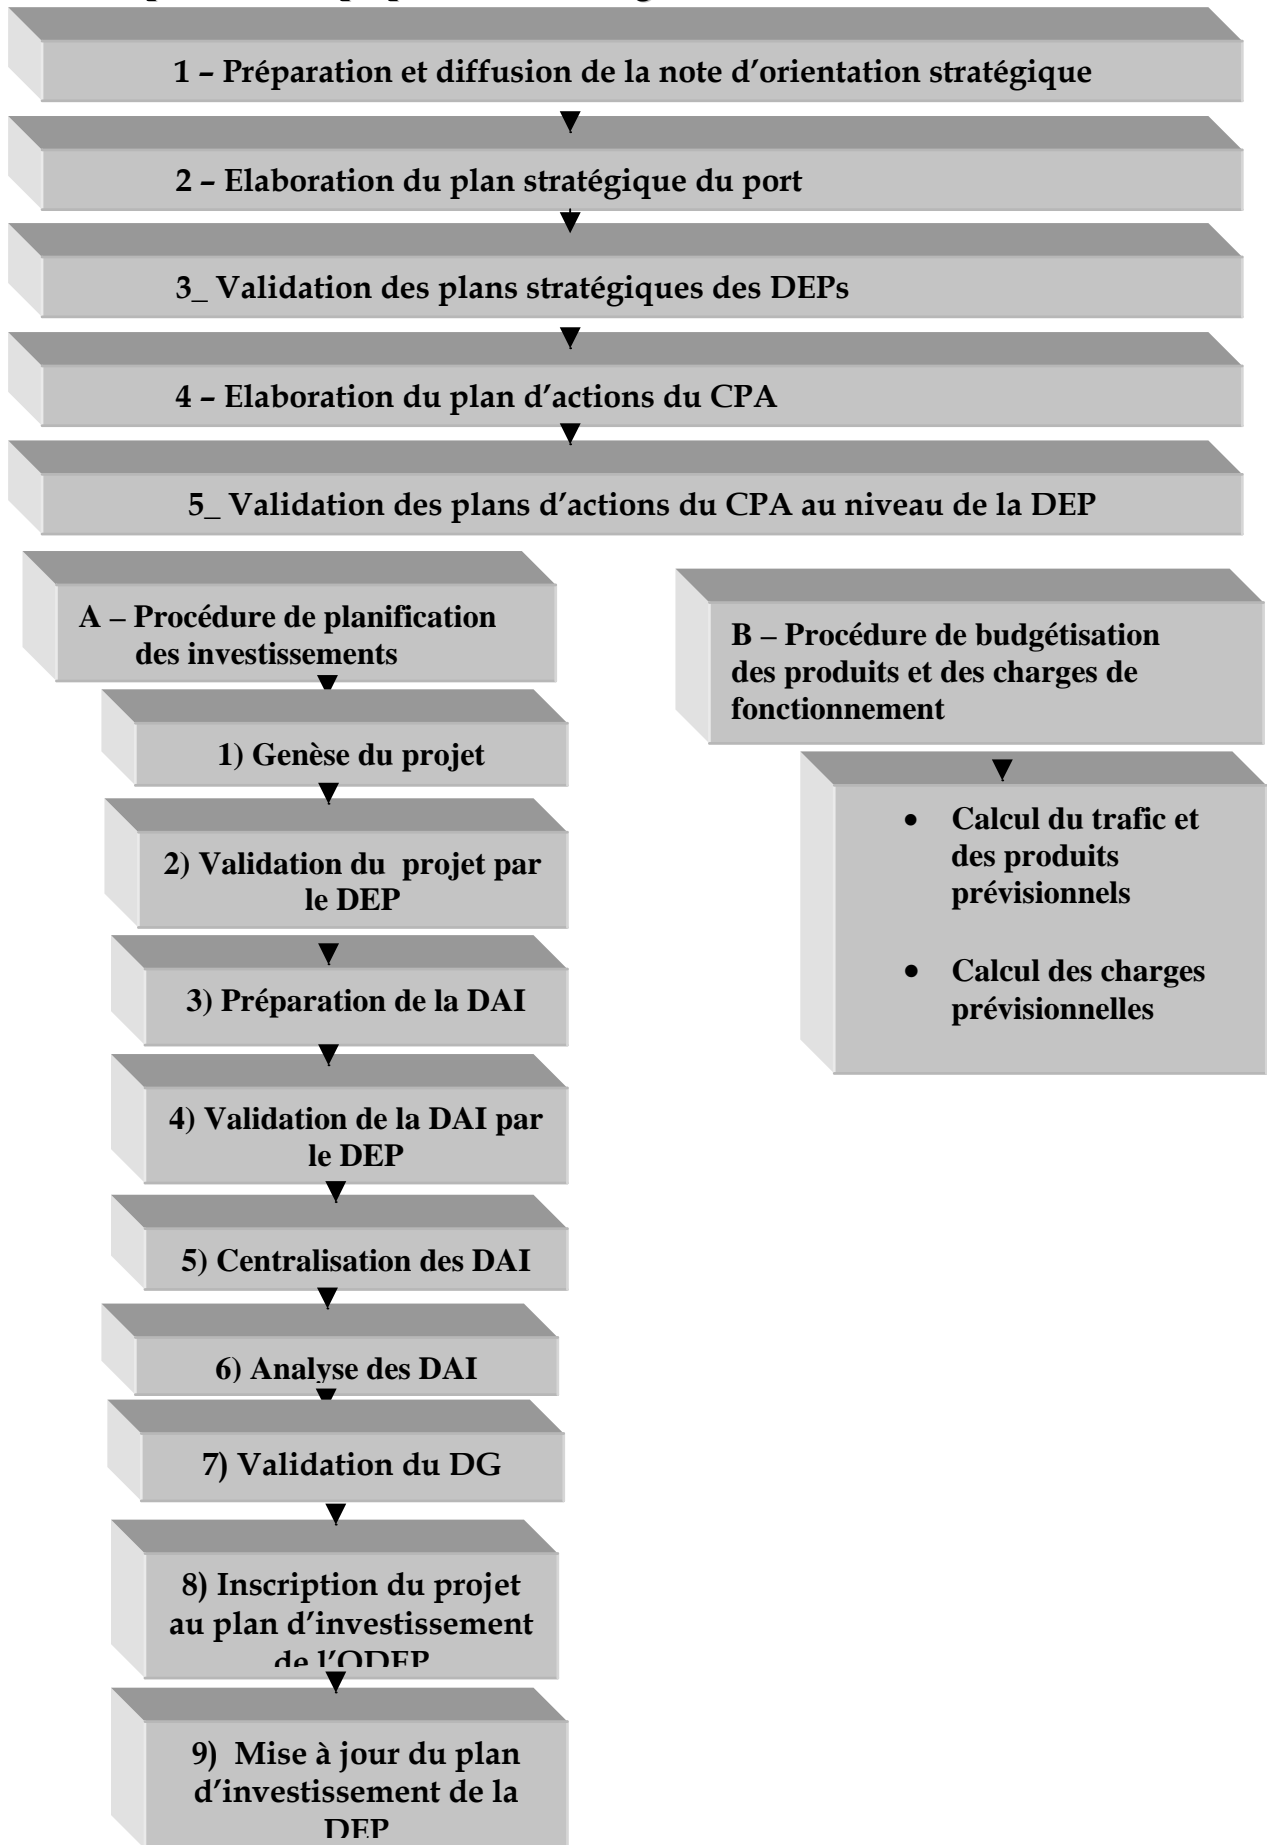 1 – Préparation et diffusion de la note d’orientation stratégique
2 – Elaboration du plan stratégique du port
3_ Validation des plans stratégiques des DEPs
4 – Elaboration du plan d’actions du CPA
5_ Validation des plans d’actions du CPA au niveau de la DEP
A – Procédure de planification
des investissements
1) Genèse du projet
2) Validation du projet par
le DEP
3) Préparation de la DAI
4) Validation de la DAI par
le DEP
5) Centralisation des DAI
6) Analyse des DAI
7) Validation du DG
8) Inscription du projet
au plan d’investissement
de l’ODEP
9) Mise à jour du plan
d’investissement de la
DEP
B – Procédure de budgétisation
des produits et des charges de
fonctionnement
• Calcul du trafic et
des produits
prévisionnels
• Calcul des charges
prévisionnelles